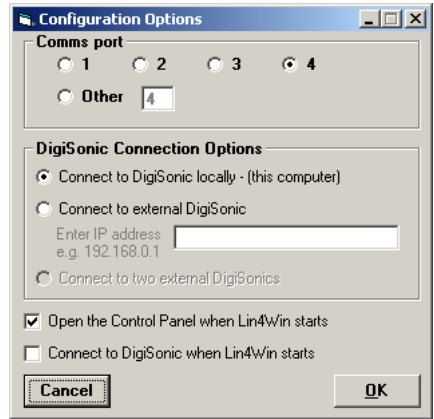 Configuration Options
Comms port
1 2 3 4
Other 4
DigiSonic Connection Options
Connect to DigiSonic locally - (this computer)
Connect to external DigiSonic
Enter IP address
e.g. 192.168.0.1
Connect to two external DigiSonics
Open the Control Panel when Lin4Win starts
Connect to DigiSonic when Lin4Win starts
Cancel OK